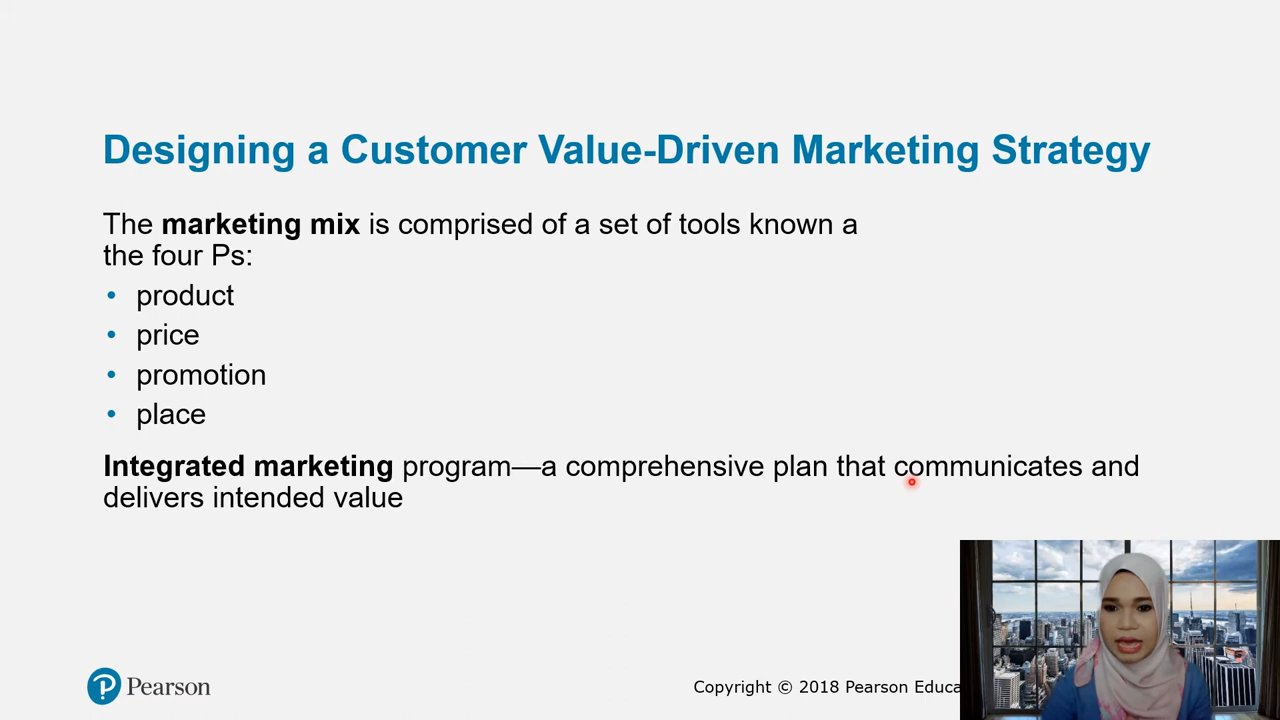 Designing a Customer Value-Driven Marketing Strategy
The marketing mix is comprised of a set of tools known a
the four Ps:
• product
• price
• promotion
• place
Integrated marketing program—a comprehensive plan that communicates and
delivers intended value
Pearson
Copyright © 2018 Pearson Educa